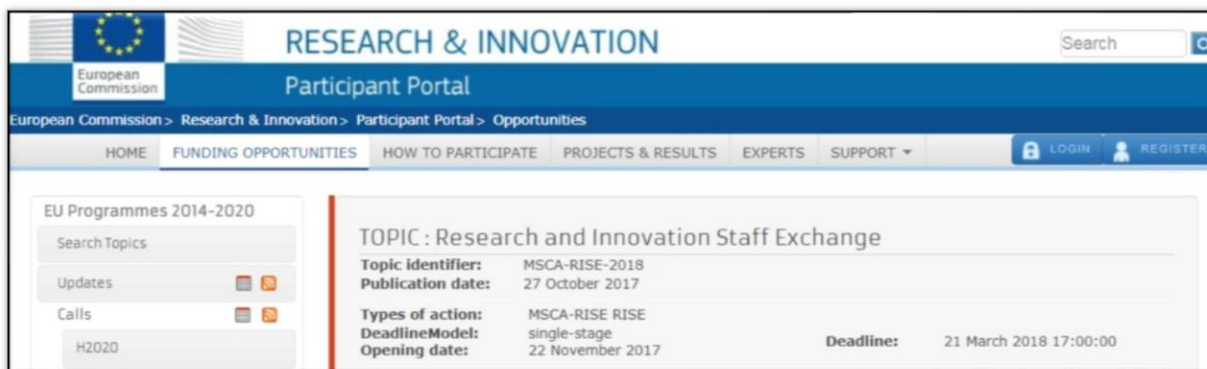 RESEARCH & INNOVATION
Search
European
Commission
Participant Portal
European Commission > Research & Innovation > Participant Portal > Opportunities
HOME FUNDING OPPORTUNITIES HOW TO PARTICIPATE PROJECTS & RESULTS EXPERTS SUPPORT LOGIN REGISTER
EU Programmes 2014-2020
Search Topics
Updates
Calls
H2020
TOPIC : Research and Innovation Staff Exchange
Topic identifier: MSCA-RISE-2018
Publication date: 27 October 2017
Types of action: MSCA-RISE RISE
DeadlineModel: single-stage
Opening date: 22 November 2017
Deadline: 21 March 2018 17:00:00